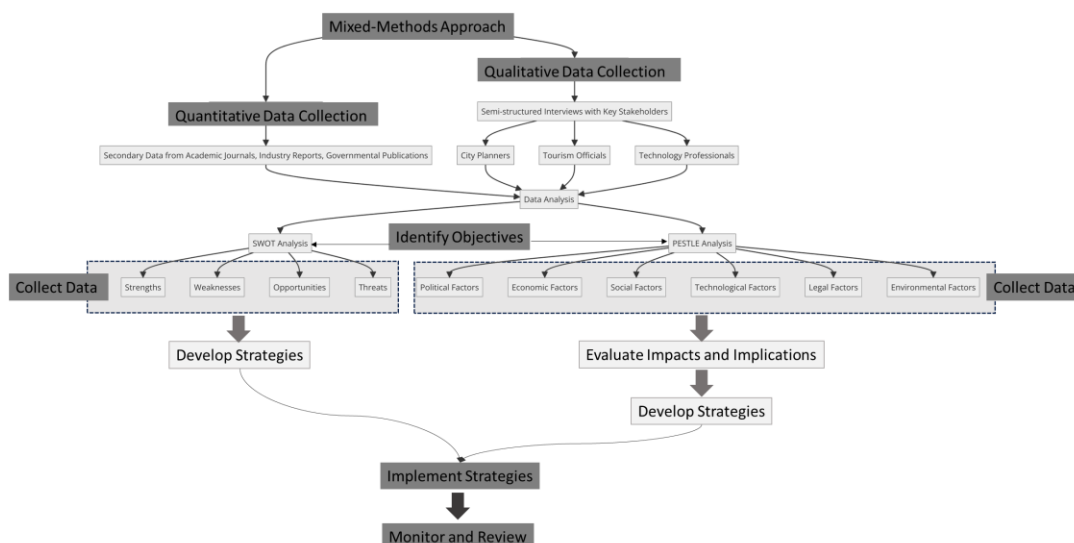 Mixed-Methods Approach
Qualitative Data Collection
Quantitative Data Collection
Semi-structured Interviews with Key Stakeholders
Secondary Data from Academic Journals, Industry Reports, Governmental Publications
City Planners
Tourism Officials
Technology Professionals
Data Analysis
SWOT Analysis
Identify Objectives
PESTLE Analysis
Collect Data
Strengths
Weaknesses
Opportunities
Threats
Political Factors
Economic Factors
Social Factors
Technological Factors
Legal Factors
Environmental Factors
Collect Data
Develop Strategies
Evaluate Impacts and Implications
Develop Strategies
Implement Strategies
Monitor and Review